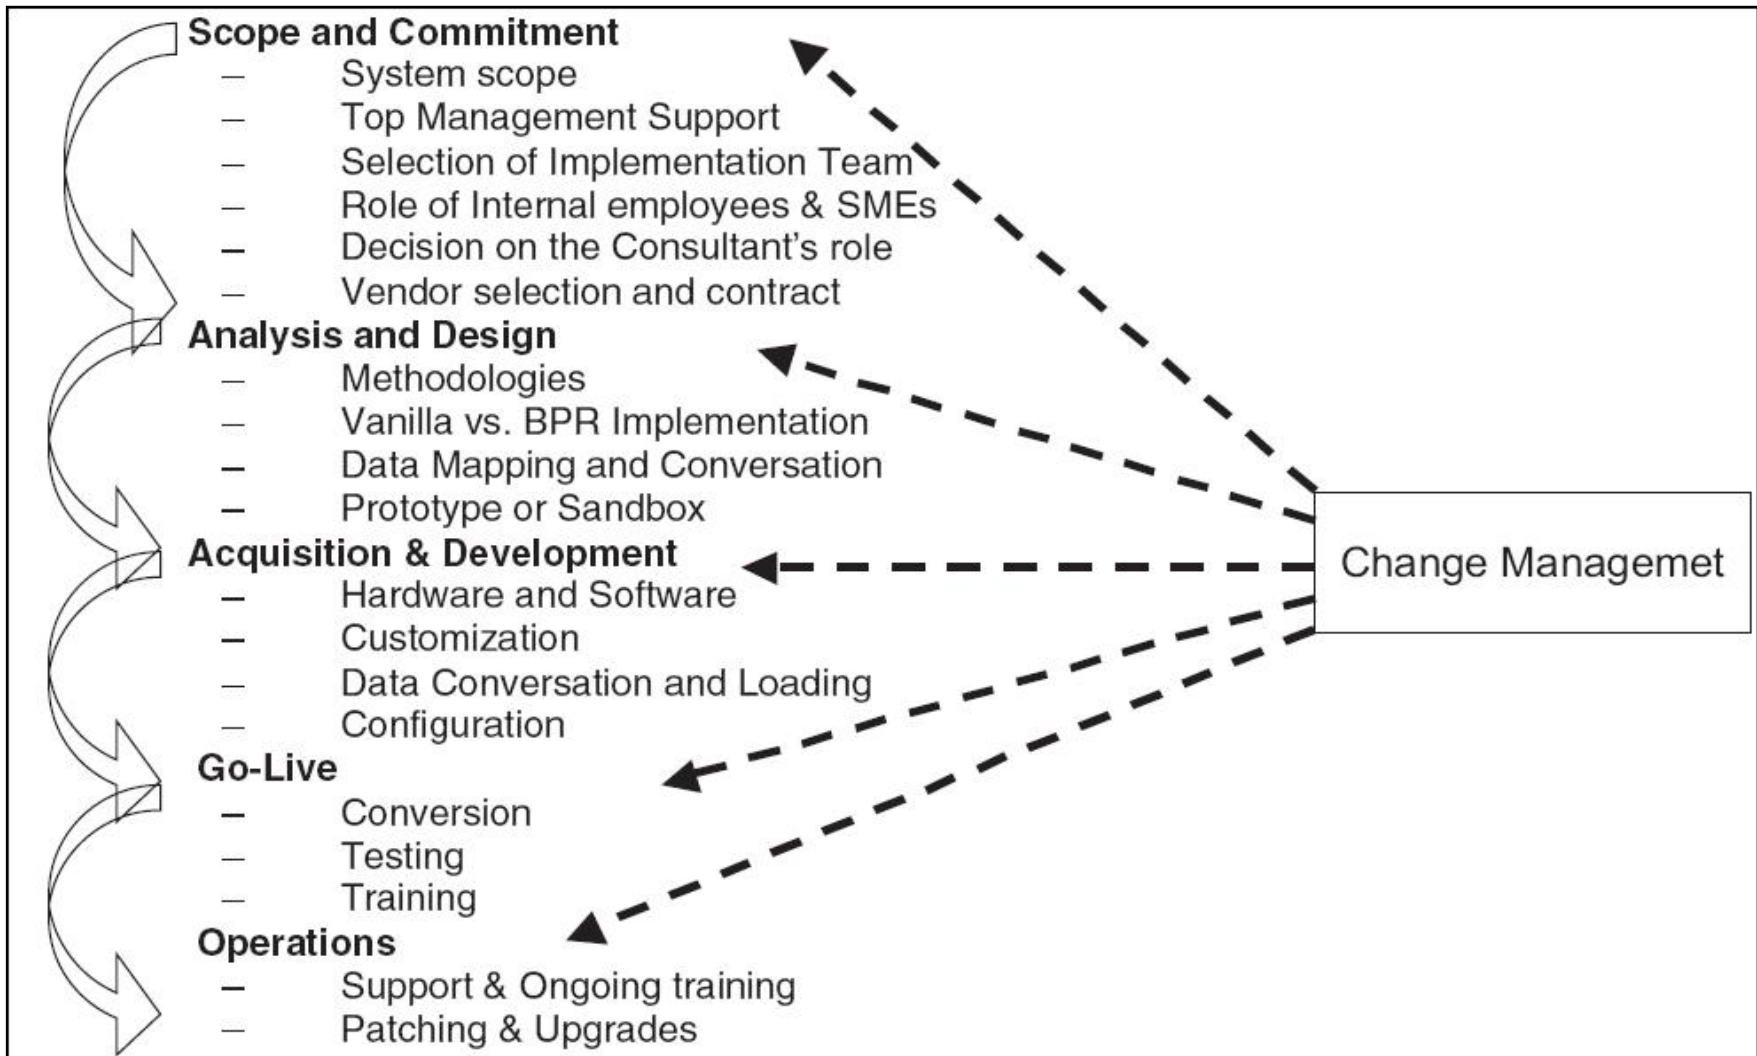 Scope and Commitment
– System scope
– Top Management Support
– Selection of Implementation Team
– Role of Internal employees & SMEs
– Decision on the Consultant's role
– Vendor selection and contract
Analysis and Design
– Methodologies
– Vanilla vs. BPR Implementation
– Data Mapping and Conversation
– Prototype or Sandbox
Acquisition & Development
– Hardware and Software
– Customization
– Data Conversation and Loading
– Configuration
Go-Live
– Conversion
– Testing
– Training
Operations
– Support & Ongoing training
– Patching & Upgrades
Change Managemet